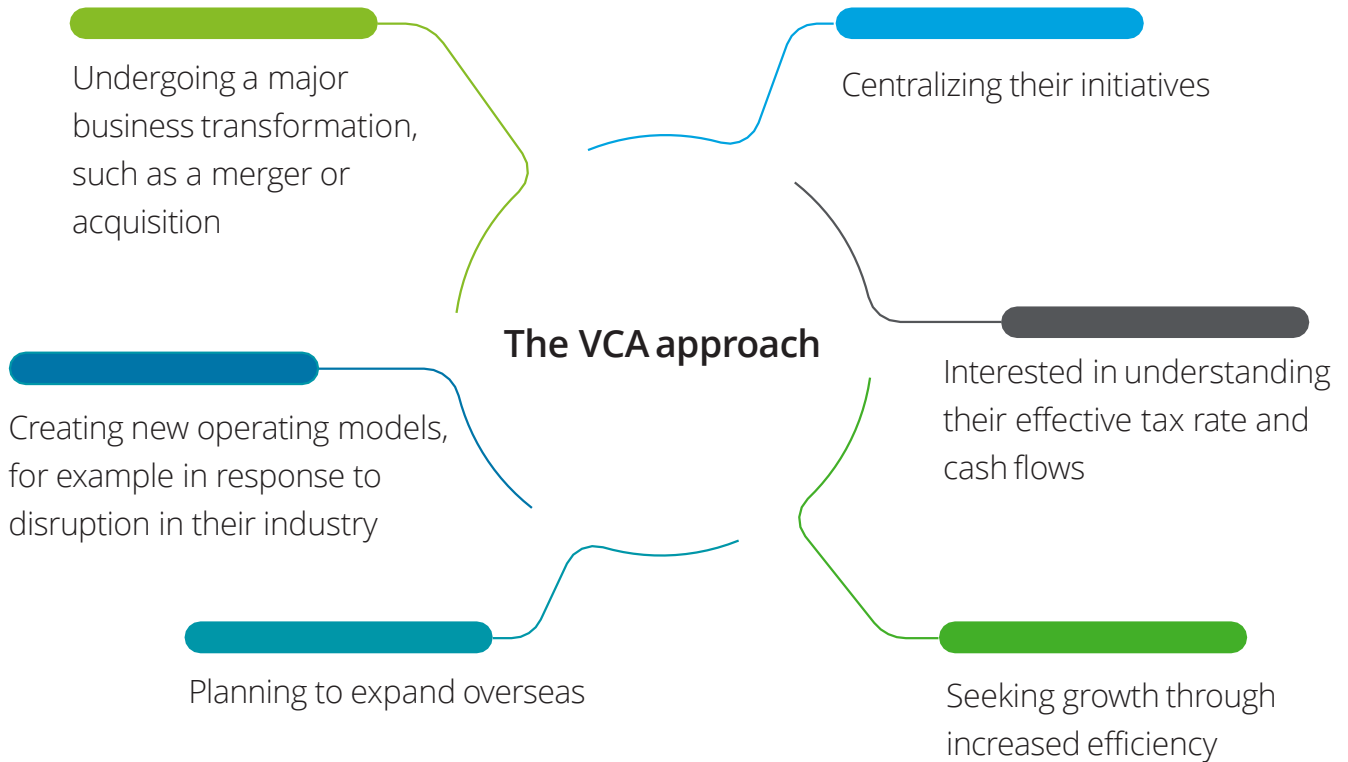 Undergoing a major
business transformation,
such as a merger or
acquisition
Centralizing their initiatives
The VCA approach
Interested in understanding
their effective tax rate and
cash flows
Creating new operating models,
for example in response to
disruption in their industry
Planning to expand overseas
Seeking growth through
increased efficiency